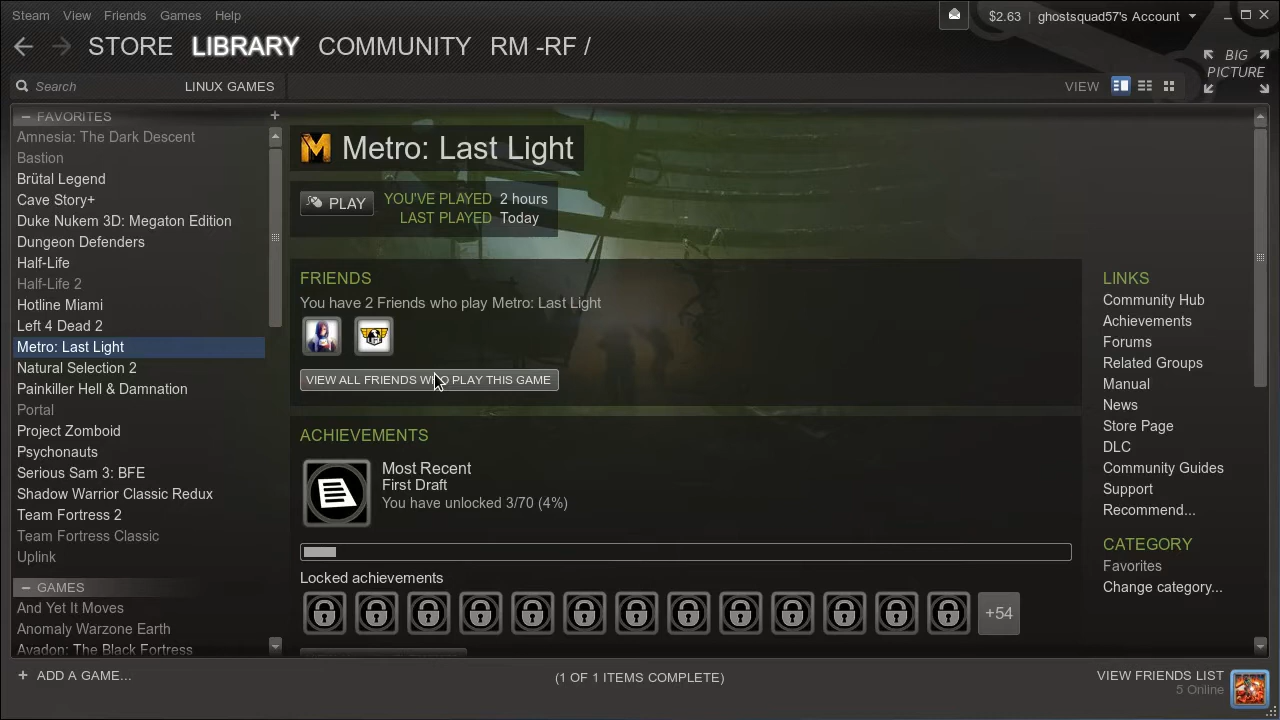 Steam View Friends Games Help
$2.63 ghostsquad57's Account
STORE LIBRARY COMMUNITY RM -RF /
BIG
PICTURE
Search LINUX GAMES
VIEW
− FAVORITES +
Amnesia: The Dark Descent
Bastion
Brütal Legend
Cave Story+
Duke Nukem 3D: Megaton Edition
Dungeon Defenders
Half-Life
Half-Life 2
Hotline Miami
Left 4 Dead 2
Metro: Last Light
Natural Selection 2
Painkiller Hell & Damnation
Portal
Project Zomboid
Psychonauts
Serious Sam 3: BFE
Shadow Warrior Classic Redux
Team Fortress 2
Team Fortress Classic
Uplink
− GAMES
And Yet It Moves
Anomaly Warzone Earth
Avadon: The Black Fortress
+ ADD A GAME...
M Metro: Last Light
PLAY
YOU'VE PLAYED 2 hours
LAST PLAYED Today
FRIENDS
You have 2 Friends who play Metro: Last Light
VIEW ALL FRIENDS WHO PLAY THIS GAME
ACHIEVEMENTS
Most Recent
First Draft
You have unlocked 3/70 (4%)
Locked achievements
+54
LINKS
Community Hub
Achievements
Forums
Related Groups
Manual
News
Store Page
DLC
Community Guides
Support
Recommend...
CATEGORY
Favorites
Change category...
(1 OF 1 ITEMS COMPLETE)
VIEW FRIENDS LIST
5 Online